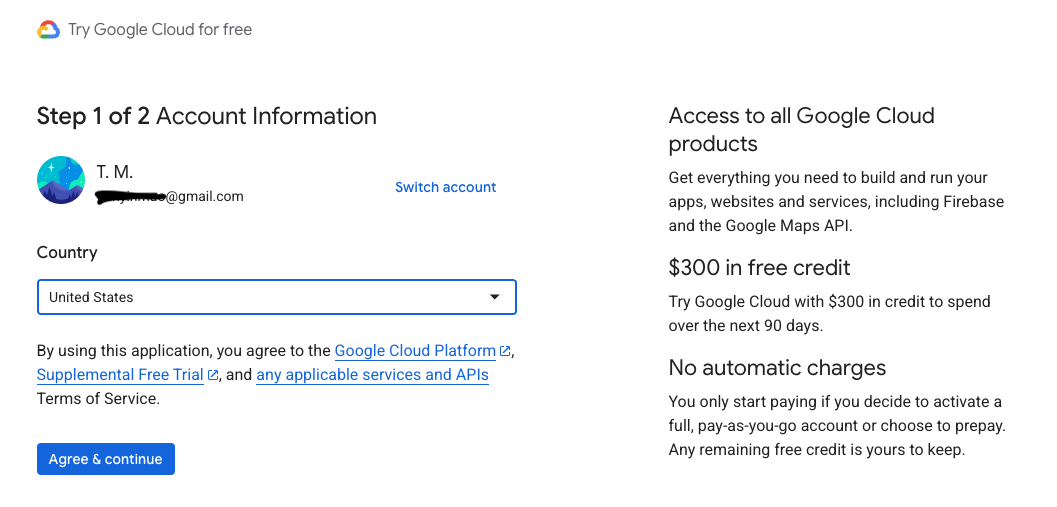 Try Google Cloud for free
Step 1 of 2 Account Information
T. M.
@gmail.com
Switch account
Country
United States
By using this application, you agree to the Google Cloud Platform,
Supplemental Free Trial, and any applicable services and APIs
Terms of Service.
Agree & continue
Access to all Google Cloud
products
Get everything you need to build and run your
apps, websites and services, including Firebase
and the Google Maps API.
$300 in free credit
Try Google Cloud with $300 in credit to spend
over the next 90 days.
No automatic charges
You only start paying if you decide to activate a
full, pay-as-you-go account or choose to prepay.
Any remaining free credit is yours to keep.